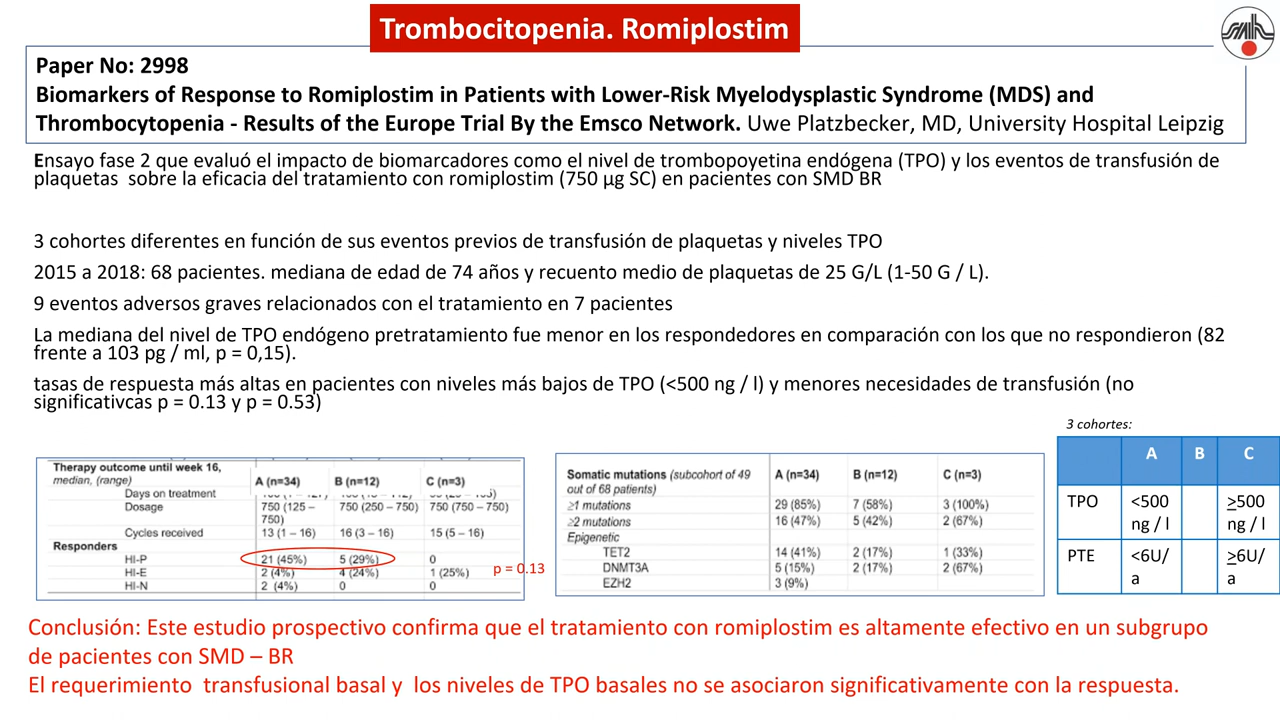 Trombocitopenia. Romiplostim
smhh
Paper No: 2998
Biomarkers of Response to Romiplostim in Patients with Lower-Risk Myelodysplastic Syndrome (MDS) and
Thrombocytopenia - Results of the Europe Trial By the Emsco Network. Uwe Platzbecker, MD, University Hospital Leipzig
Ensayo fase 2 que evaluó el impacto de biomarcadores como el nivel de trombopoyetina endógena (TPO) y los eventos de transfusión de
plaquetas sobre la eficacia del tratamiento con romiplostim (750 μg SC) en pacientes con SMD BR
3 cohortes diferentes en función de sus eventos previos de transfusión de plaquetas y niveles TPO
2015 a 2018: 68 pacientes. mediana de edad de 74 años y recuento medio de plaquetas de 25 G/L (1-50 G / L).
9 eventos adversos graves relacionados con el tratamiento en 7 pacientes
La mediana del nivel de TPO endógeno pretratamiento fue menor en los respondedores en comparación con los que no respondieron (82
frente a 103 pg / ml, p = 0,15).
tasas de respuesta más altas en pacientes con niveles más bajos de TPO (<500 ng / l) y menores necesidades de transfusión (no
significativcas p = 0.13 y p = 0.53)
Therapy outcome until week 16,
median, (range) A (n=34) B (n=12) C (n=3)
Days on treatment
Dosage 750 (125 – 750 (250 – 750) 750 (750 – 750)
750)
Cycles received 13 (1 – 16) 16 (3 – 16) 15 (5 – 16)
Responders
HI-P 21 (45%) 5 (29%) 0
HI-E 2 (4%) 4 (24%) 1 (25%)
HI-N 2 (4%) 0 0
p = 0.13
Somatic mutations (subcohort of 49 A (n=34) B (n=12) C (n=3)
out of 68 patients)
≥1 mutations 29 (85%) 7 (58%) 3 (100%)
≥2 mutations 16 (47%) 5 (42%) 2 (67%)
Epigenetic
TET2 14 (41%) 2 (17%) 1 (33%)
DNMT3A 5 (15%) 2 (17%) 2 (67%)
EZH2 3 (9%)
3 cohortes:
A B C
TPO <500 ≥500
ng / l ng / l
PTE <6U/ ≥6U/
a a
Conclusión: Este estudio prospectivo confirma que el tratamiento con romiplostim es altamente efectivo en un subgrupo
de pacientes con SMD – BR
El requerimiento transfusional basal y los niveles de TPO basales no se asociaron significativamente con la respuesta.